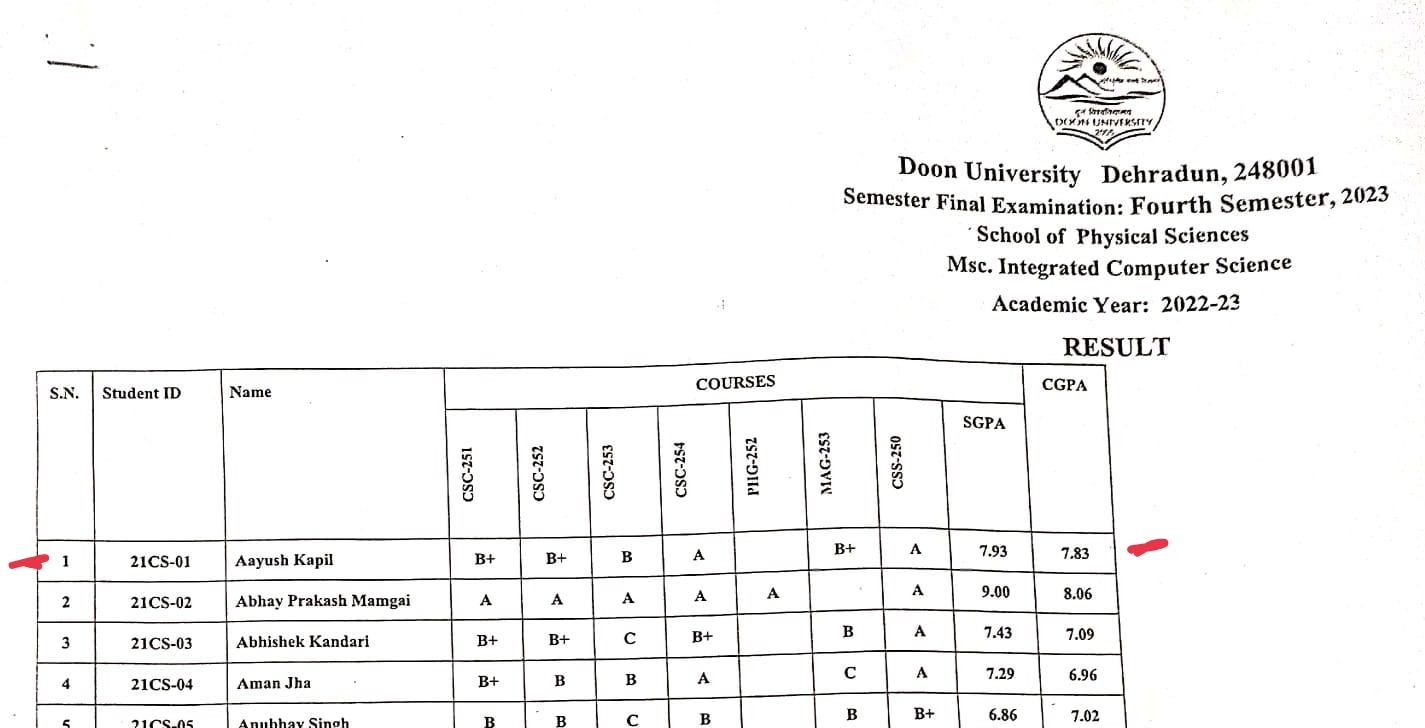 दून विश्वविद्यालय
DOON UNIVERSITY
2005
Doon University Dehradun, 248001
Semester Final Examination: Fourth Semester, 2023
School of Physical Sciences
Msc. Integrated Computer Science
Academic Year: 2022-23
RESULT
S.N. Student ID Name COURSES CGPA
CSC-251 CSC-252 CSC-253 CSC-254 PHG-252 MAG-253 CSS-250 SGPA
1 21CS-01 Aayush Kapil B+ B+ B A B+ A 7.93 7.83
2 21CS-02 Abhay Prakash Mamgai A A A A A A 9.00 8.06
3 21CS-03 Abhishek Kandari B+ B+ C B+ B A 7.43 7.09
4 21CS-04 Aman Jha B+ B B A C A 7.29 6.96
5 21CS-05 Anubhav Singh B B C B B B+ 6.86 7.02